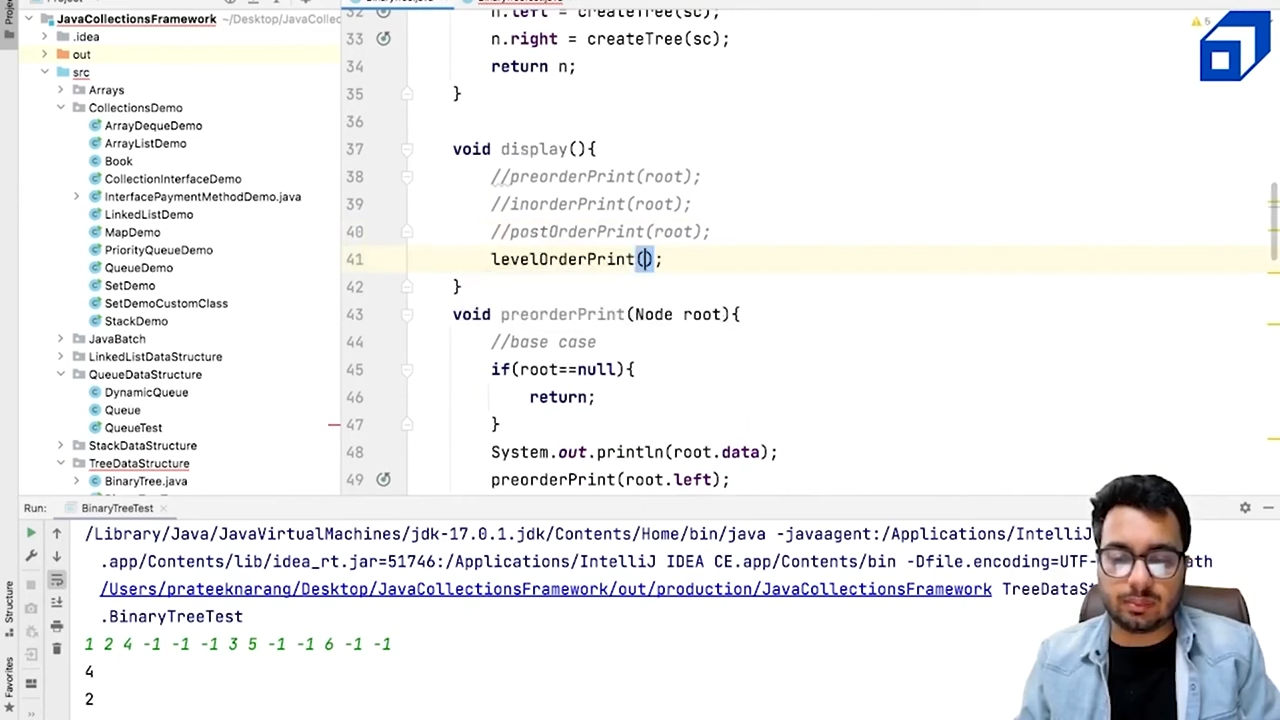 JavaCollectionsFramework ~/Desktop/JavaCollec
.idea
out
src
Arrays
CollectionsDemo
ArrayDequeDemo
ArrayListDemo
Book
CollectionInterfaceDemo
InterfacePaymentMethodDemo.java
LinkedListDemo
MapDemo
PriorityQueueDemo
QueueDemo
SetDemo
SetDemoCustomClass
StackDemo
JavaBatch
LinkedListDataStructure
QueueDataStructure
DynamicQueue
Queue
QueueTest
StackDataStructure
TreeDataStructure
BinaryTree.java
32 n.left = createTree(sc);
33 n.right = createTree(sc);
34 return n;
35 }
36
37 void display(){
38 //preorderPrint(root);
39 //inorderPrint(root);
40 //postOrderPrint(root);
41 levelOrderPrint();
42 }
43 void preorderPrint(Node root){
44 //base case
45 if(root==null){
46 return;
47 }
48 System.out.println(root.data);
49 preorderPrint(root.left);
5
Run: BinaryTreeTest
/Library/Java/JavaVirtualMachines/jdk-17.0.1.jdk/Contents/Home/bin/java -javaagent:/Applications/IntelliJ
.app/Contents/lib/idea_rt.jar=51746:/Applications/IntelliJ IDEA CE.app/Contents/bin -Dfile.encoding=UTF-
/Users/prateeknarang/Desktop/JavaCollectionsFramework/out/production/JavaCollectionsFramework TreeDataSt
.BinaryTreeTest
1 2 4 -1 -1 -1 3 5 -1 -1 6 -1 -1
4
2
Structure
Favorites